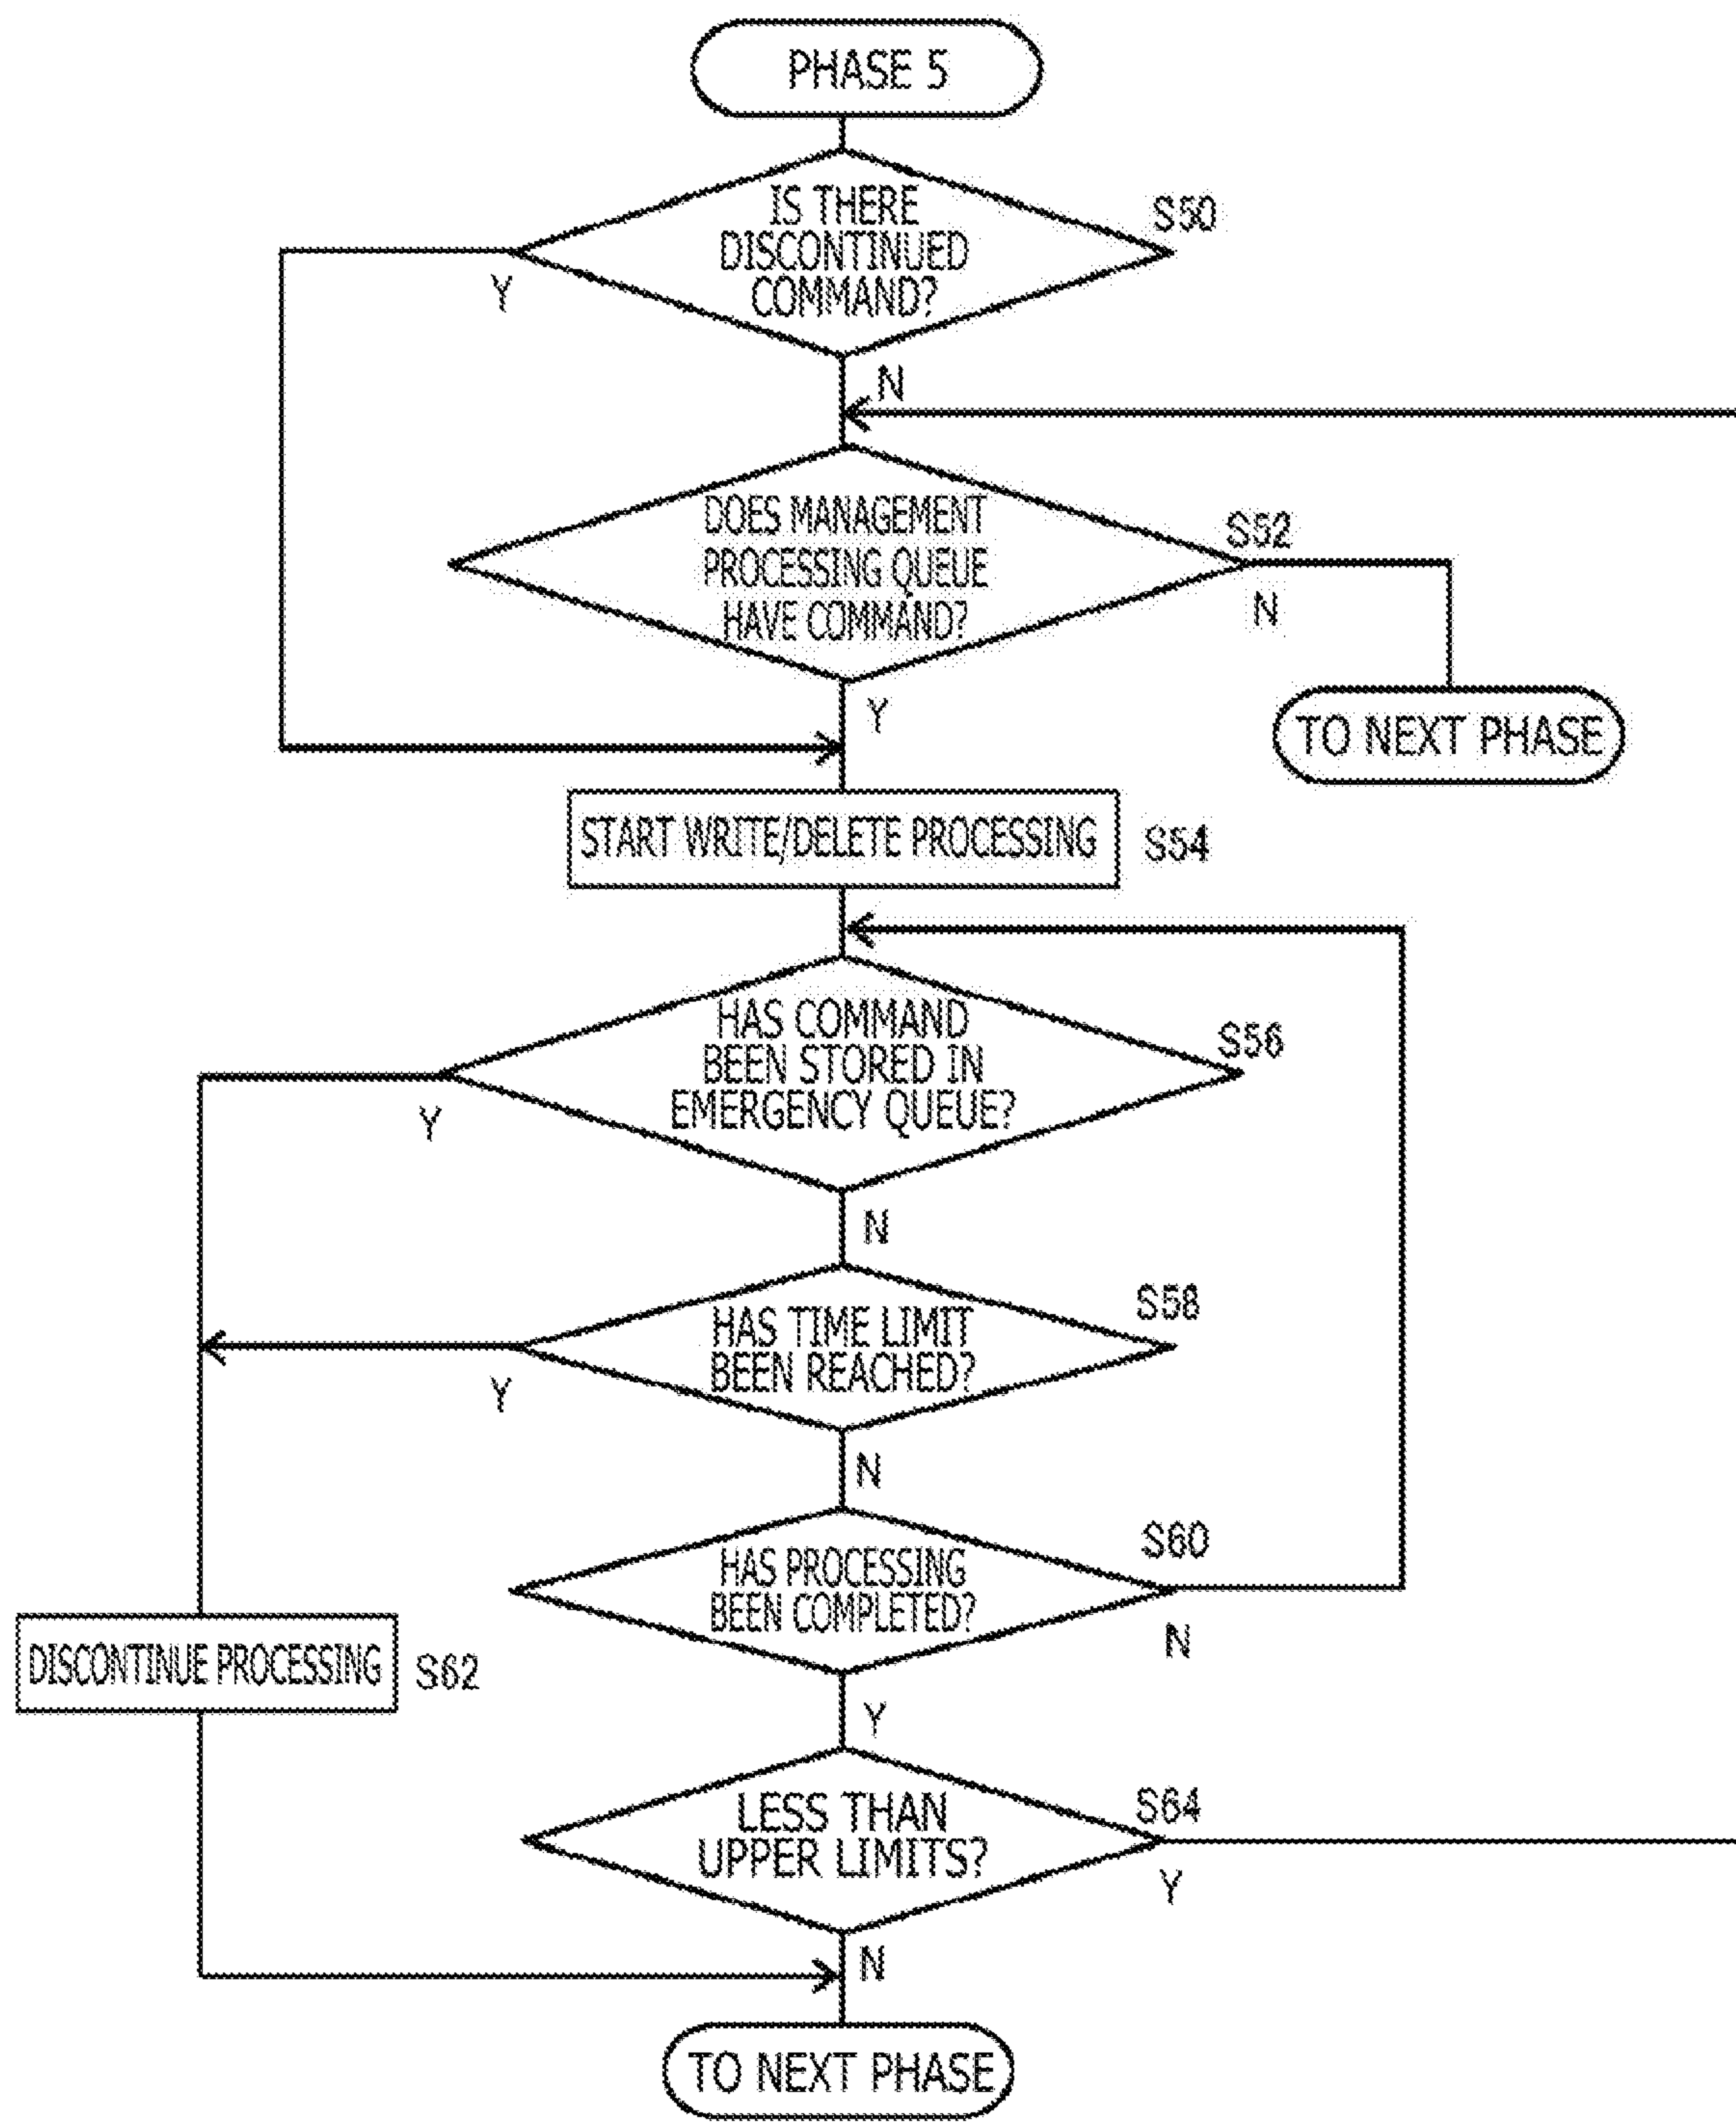 PHASE 5
IS THERE
DISCONTINUED
COMMAND?
S50
Y
N
DOES MANAGEMENT
PROCESSING QUEUE
HAVE COMMAND?
S52
N
Y
TO NEXT PHASE
START WRITE/DELETE PROCESSING
S54
HAS COMMAND
BEEN STORED IN
EMERGENCY QUEUE?
S56
Y
N
HAS TIME LIMIT
BEEN REACHED?
S58
Y
N
HAS PROCESSING
BEEN COMPLETED?
S60
N
DISCONTINUE PROCESSING
S62
Y
LESS THAN
UPPER LIMITS?
S64
Y
N
TO NEXT PHASE